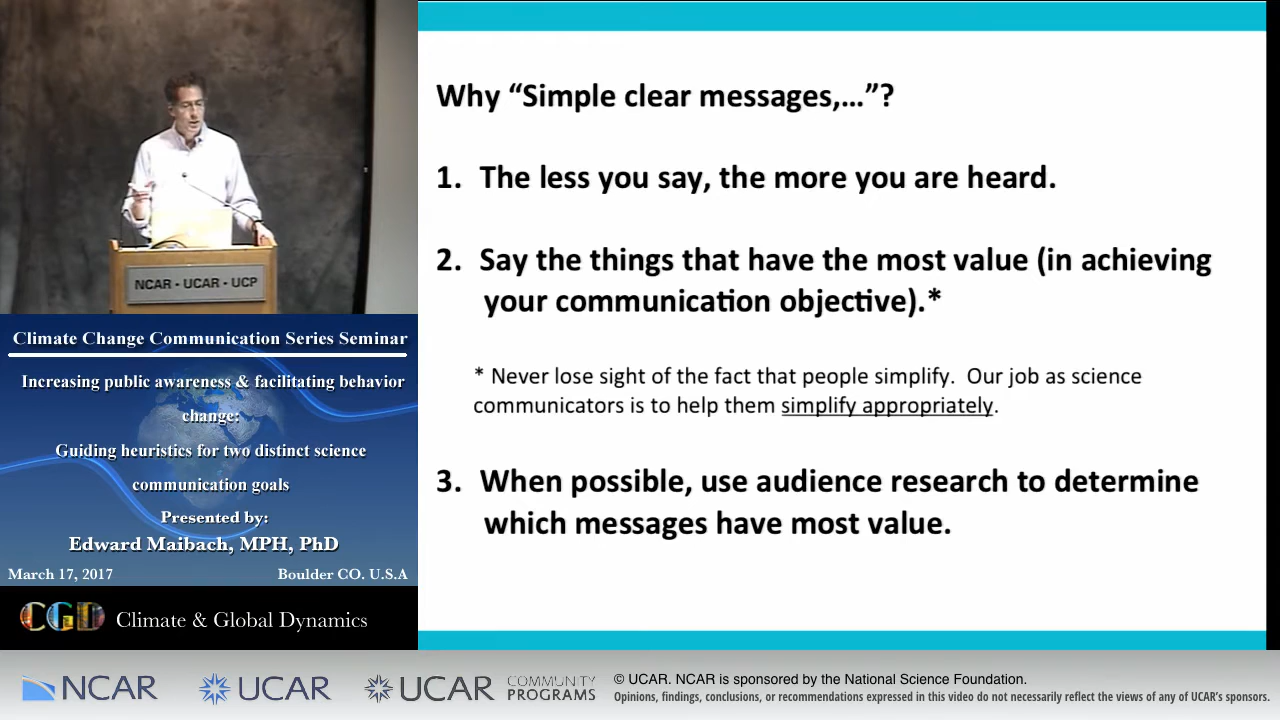 NCAR • UCAR • UCP
Climate Change Communication Series Seminar
Increasing public awareness & facilitating behavior
change:
Guiding heuristics for two distinct science
communication goals
Presented by:
Edward Maibach, MPH, PhD
March 17, 2017 Boulder CO. U.S.A
CGD Climate & Global Dynamics
Why “Simple clear messages,...”?
1. The less you say, the more you are heard.
2. Say the things that have the most value (in achieving
your communication objective).*
* Never lose sight of the fact that people simplify. Our job as science
communicators is to help them simplify appropriately.
3. When possible, use audience research to determine
which messages have most value.
NCAR UCAR UCAR COMMUNITY
PROGRAMS
© UCAR. NCAR is sponsored by the National Science Foundation.
Opinions, findings, conclusions, or recommendations expressed in this video do not necessarily reflect the views of any of UCAR's sponsors.